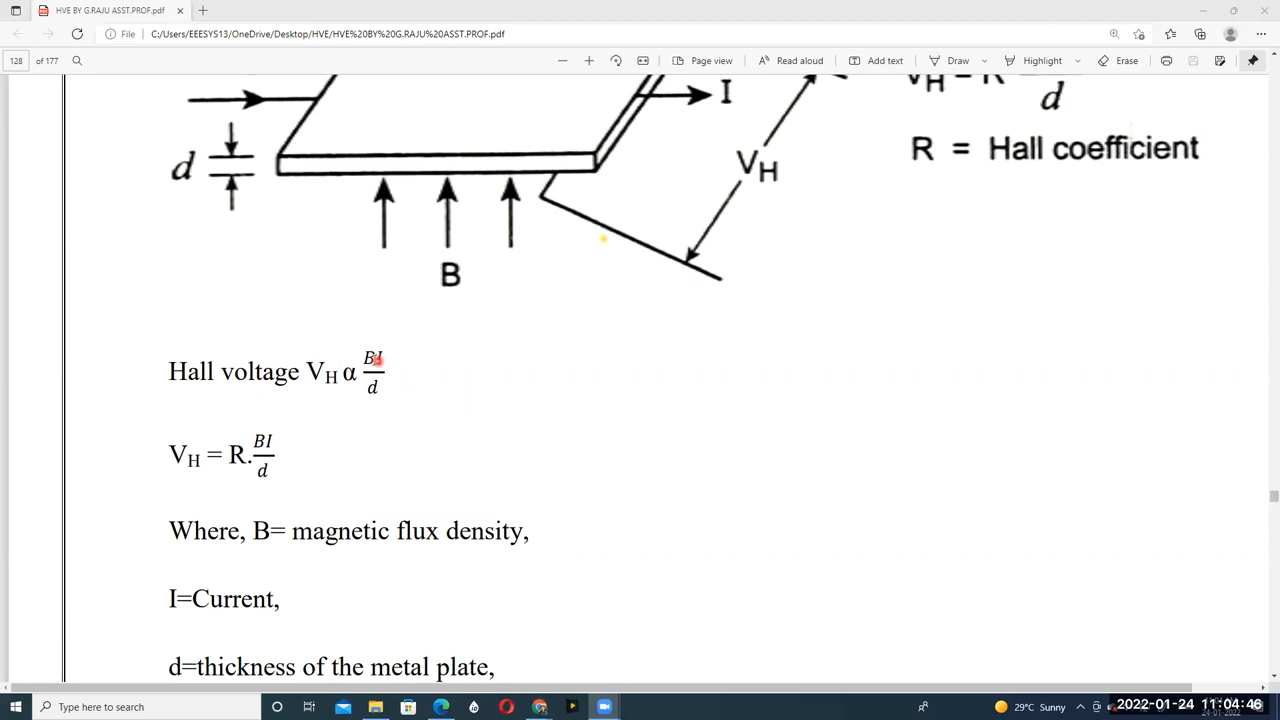 HVE BY G.RAJU ASST.PROF.pdf
File
C:/Users/EEESYS13/OneDrive/Desktop/HVE/HVE%20BY%20G.RAJU%20ASST.PROF.pdf
128 of 177
Page view
Read aloud
Add text
Draw
Highlight
Erase
I
d
R = Hall coefficient
d
VH
B
Hall voltage VH α BI/d
VH = R. BI/d
Where, B= magnetic flux density,
I=Current,
d=thickness of the metal plate,
Type here to search
29°C Sunny
2022-01-24 11:04:46